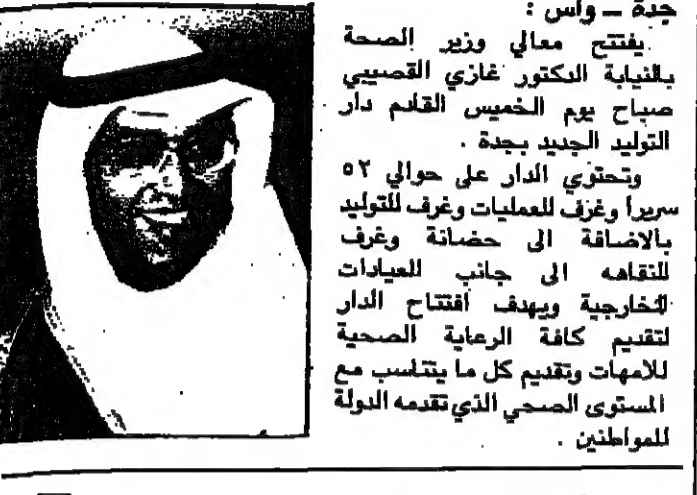 جدة ــ واس :
يفتتح معالي وزير الصحة
بالنيابة الدكتور غازي القصيبي
صباح يوم الخميس القادم دار
التوليد الجديد بجدة .
وتحتوي الدار على حوالي ٥٢
سريرا وغرف للعمليات وغرف للتوليد
بالاضافة الى حضانة وغرف
للنقاهه الى جانب العيادات
الخارجية ويهدف افتتاح الدار
لتقديم كافة الرعاية الصحية
للامهات وتقديم كل ما يتناسب مع
المستوى الصحي الذي تقدمه الدولة
للمواطنين .